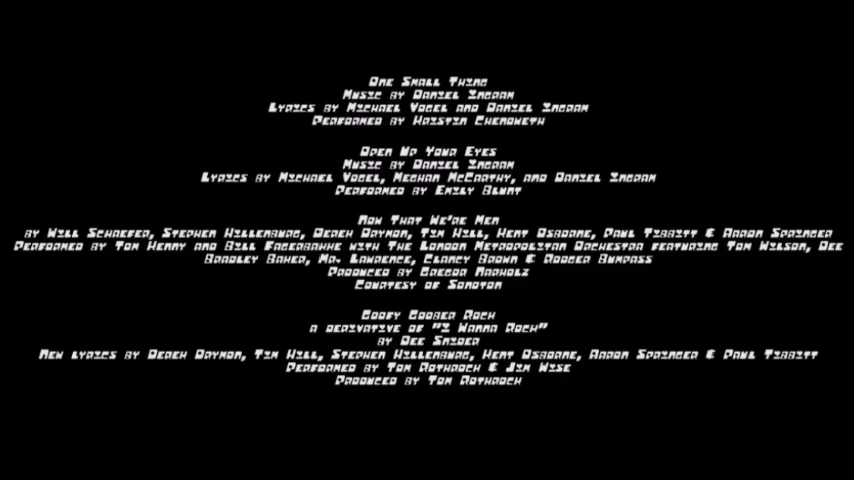 One Small Thing
Music by Daniel Ingram
Lyrics by Michael Vogel and Daniel Ingram
Performed by Kristin Chenoweth
Open Up Your Eyes
Music by Daniel Ingram
Lyrics by Michael Vogel, Meghan McCarthy, and Daniel Ingram
Performed by Emily Blunt
Now That We're Men
by Will Schaefer, Stephen Hillenburg, Derek Drymon, Tim Hill, Kent Osborne, Paul Tibbitt & Aaron Springer
Performed by Tom Kenny and Bill Fagerbakke with The London Metropolitan Orchestra featuring Tom Wilson, Dee
Bradley Baker, Mr. Lawrence, Clancy Brown & Rodger Bumpass
Produced by Gregor Narholz
Courtesy of Sonoton
Goofy Goober Rock
a derivative of "I Wanna Rock"
by Dee Snider
New lyrics by Derek Drymon, Tim Hill, Stephen Hillenburg, Kent Osborne, Aaron Springer & Paul Tibbitt
Performed by Tom Rothrock & Jim Wise
Produced by Tom Rothrock